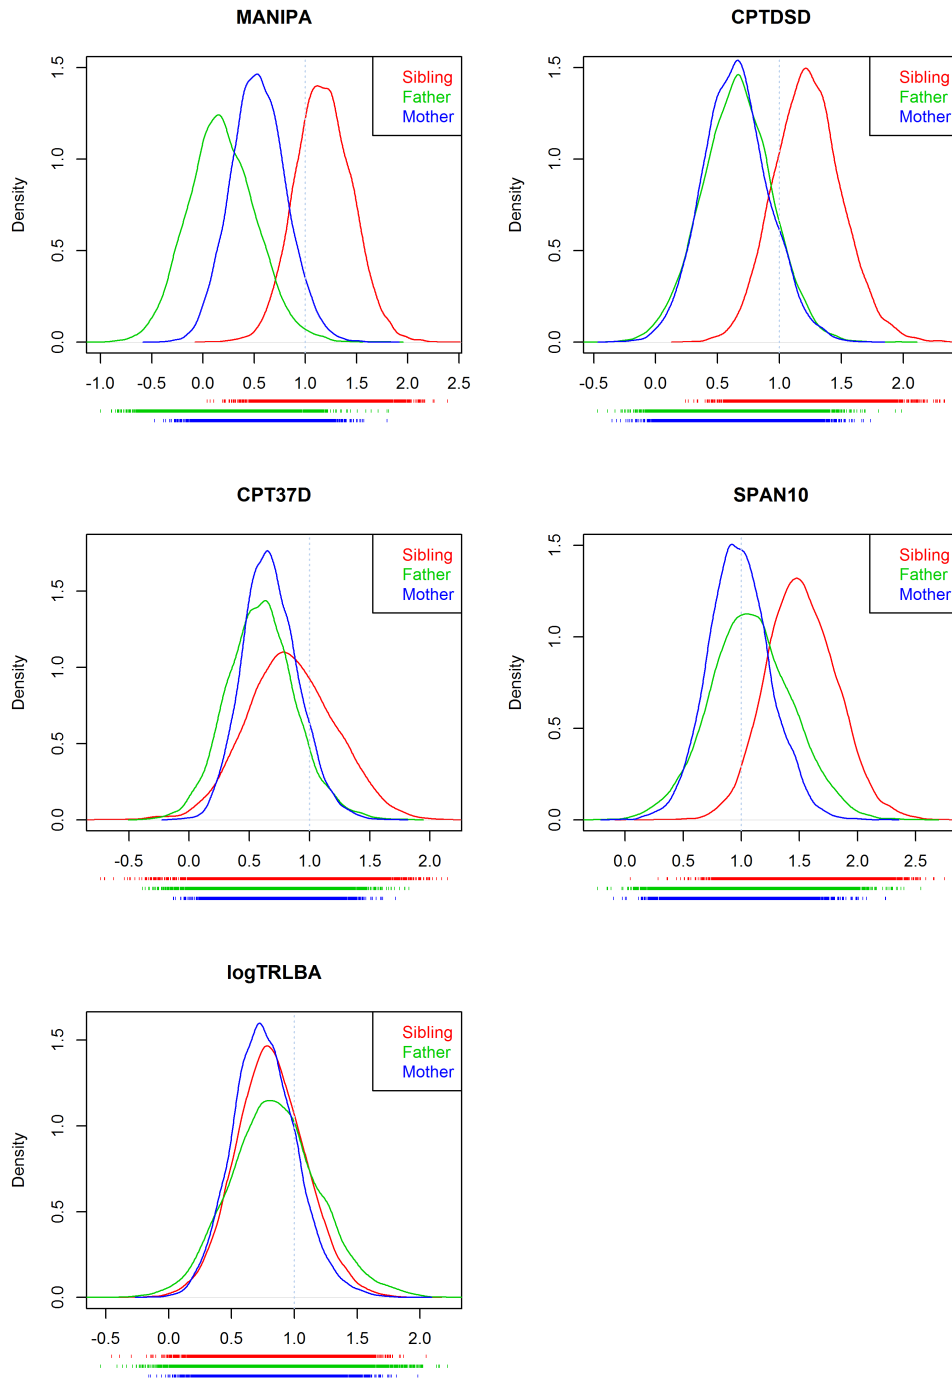 MANIPA
Density
0.0 0.5 1.0 1.5
Sibling
Father
Mother
-1.0 -0.5 0.0 0.5 1.0 1.5 2.0 2.5
CPTDSD
Density
0.0 0.5 1.0 1.5
Sibling
Father
Mother
-0.5 0.0 0.5 1.0 1.5 2.0
CPT37D
Density
0.0 0.5 1.0 1.5
Sibling
Father
Mother
-0.5 0.0 0.5 1.0 1.5 2.0
SPAN10
Density
0.0 0.5 1.0 1.5
Sibling
Father
Mother
0.0 0.5 1.0 1.5 2.0 2.5
logTRLBA
Density
0.0 0.5 1.0 1.5
Sibling
Father
Mother
-0.5 0.0 0.5 1.0 1.5 2.0